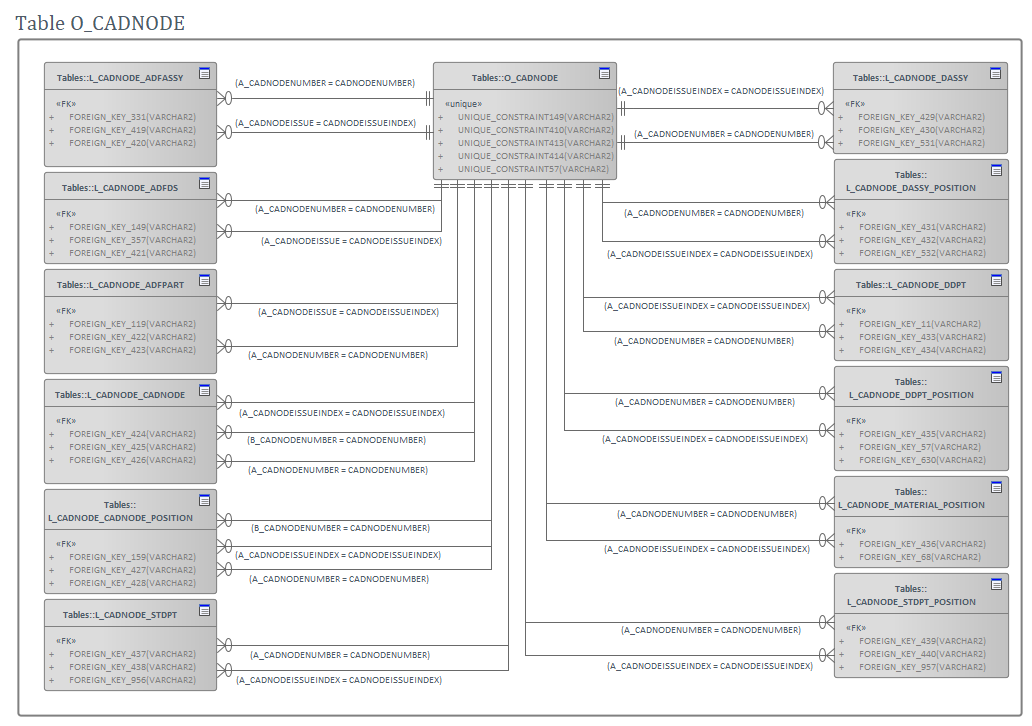 Table O_CADNODE
Tables::L_CADNODE_ADFASSY
«FK»
+ FOREIGN_KEY_331(VARCHAR2)
+ FOREIGN_KEY_419(VARCHAR2)
+ FOREIGN_KEY_420(VARCHAR2)
(A_CADNODENUMBER = CADNODENUMBER)
(A_CADNODEISSUE = CADNODEISSUEINDEX)
Tables::L_CADNODE_ADFDS
«FK»
+ FOREIGN_KEY_149(VARCHAR2)
+ FOREIGN_KEY_357(VARCHAR2)
+ FOREIGN_KEY_421(VARCHAR2)
(A_CADNODENUMBER = CADNODENUMBER)
(A_CADNODEISSUE = CADNODEISSUEINDEX)
Tables::L_CADNODE_ADFPART
«FK»
+ FOREIGN_KEY_119(VARCHAR2)
+ FOREIGN_KEY_422(VARCHAR2)
+ FOREIGN_KEY_423(VARCHAR2)
(A_CADNODEISSUE = CADNODEISSUEINDEX)
(A_CADNODENUMBER = CADNODENUMBER)
Tables::L_CADNODE_CADNODE
«FK»
+ FOREIGN_KEY_424(VARCHAR2)
+ FOREIGN_KEY_425(VARCHAR2)
+ FOREIGN_KEY_426(VARCHAR2)
(A_CADNODEISSUEINDEX = CADNODEISSUEINDEX)
(B_CADNODENUMBER = CADNODENUMBER)
(A_CADNODENUMBER = CADNODENUMBER)
Tables::
L_CADNODE_CADNODE_POSITION
«FK»
+ FOREIGN_KEY_159(VARCHAR2)
+ FOREIGN_KEY_427(VARCHAR2)
+ FOREIGN_KEY_428(VARCHAR2)
(B_CADNODENUMBER = CADNODENUMBER)
(A_CADNODEISSUEINDEX = CADNODEISSUEINDEX)
(A_CADNODENUMBER = CADNODENUMBER)
Tables::L_CADNODE_STDPT
«FK»
+ FOREIGN_KEY_437(VARCHAR2)
+ FOREIGN_KEY_438(VARCHAR2)
+ FOREIGN_KEY_956(VARCHAR2)
(A_CADNODENUMBER = CADNODENUMBER)
(A_CADNODEISSUEINDEX = CADNODEISSUEINDEX)
Tables::O_CADNODE
«unique»
+ UNIQUE_CONSTRAINT149(VARCHAR2)
+ UNIQUE_CONSTRAINT410(VARCHAR2)
+ UNIQUE_CONSTRAINT413(VARCHAR2)
+ UNIQUE_CONSTRAINT414(VARCHAR2)
+ UNIQUE_CONSTRAINT57(VARCHAR2)
(A_CADNODEISSUEINDEX = CADNODEISSUEINDEX)
(A_CADNODENUMBER = CADNODENUMBER)
Tables::L_CADNODE_DASSY
«FK»
+ FOREIGN_KEY_429(VARCHAR2)
+ FOREIGN_KEY_430(VARCHAR2)
+ FOREIGN_KEY_531(VARCHAR2)
(A_CADNODENUMBER = CADNODENUMBER)
(A_CADNODEISSUEINDEX = CADNODEISSUEINDEX)
Tables::
L_CADNODE_DASSY_POSITION
«FK»
+ FOREIGN_KEY_431(VARCHAR2)
+ FOREIGN_KEY_432(VARCHAR2)
+ FOREIGN_KEY_532(VARCHAR2)
(A_CADNODEISSUEINDEX = CADNODEISSUEINDEX)
(A_CADNODENUMBER = CADNODENUMBER)
Tables::L_CADNODE_DDPT
«FK»
+ FOREIGN_KEY_11(VARCHAR2)
+ FOREIGN_KEY_433(VARCHAR2)
+ FOREIGN_KEY_434(VARCHAR2)
(A_CADNODENUMBER = CADNODENUMBER)
(A_CADNODEISSUEINDEX = CADNODEISSUEINDEX)
Tables::
L_CADNODE_DDPT_POSITION
«FK»
+ FOREIGN_KEY_435(VARCHAR2)
+ FOREIGN_KEY_57(VARCHAR2)
+ FOREIGN_KEY_630(VARCHAR2)
(A_CADNODENUMBER = CADNODENUMBER)
(A_CADNODEISSUEINDEX = CADNODEISSUEINDEX)
Tables::
L_CADNODE_MATERIAL_POSITION
«FK»
+ FOREIGN_KEY_436(VARCHAR2)
+ FOREIGN_KEY_68(VARCHAR2)
(A_CADNODENUMBER = CADNODENUMBER)
(A_CADNODEISSUEINDEX = CADNODEISSUEINDEX)
Tables::
L_CADNODE_STDPT_POSITION
«FK»
+ FOREIGN_KEY_439(VARCHAR2)
+ FOREIGN_KEY_440(VARCHAR2)
+ FOREIGN_KEY_957(VARCHAR2)